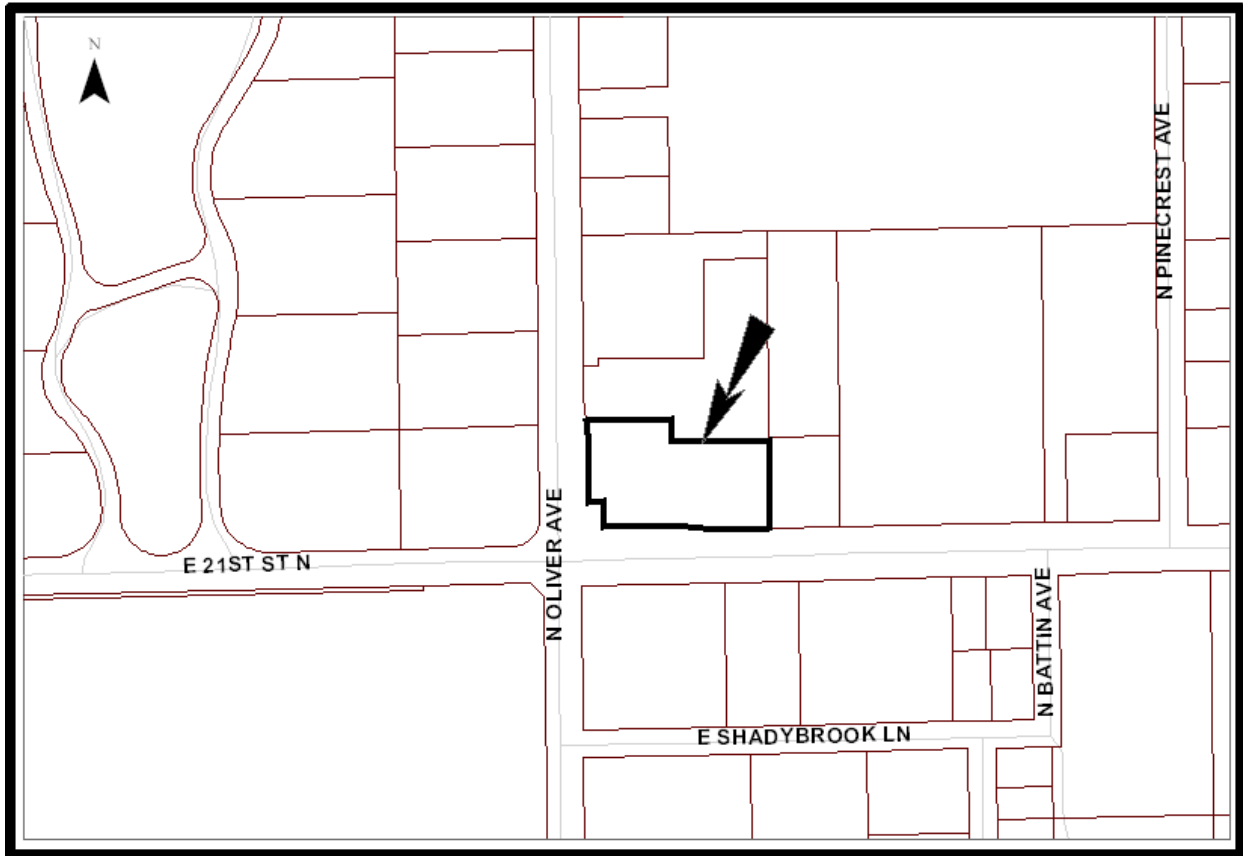 N
N PINECREST AVE
N OLIVER AVE
E 21ST ST N
N BATTIN AVE
E SHADYBROOK LN